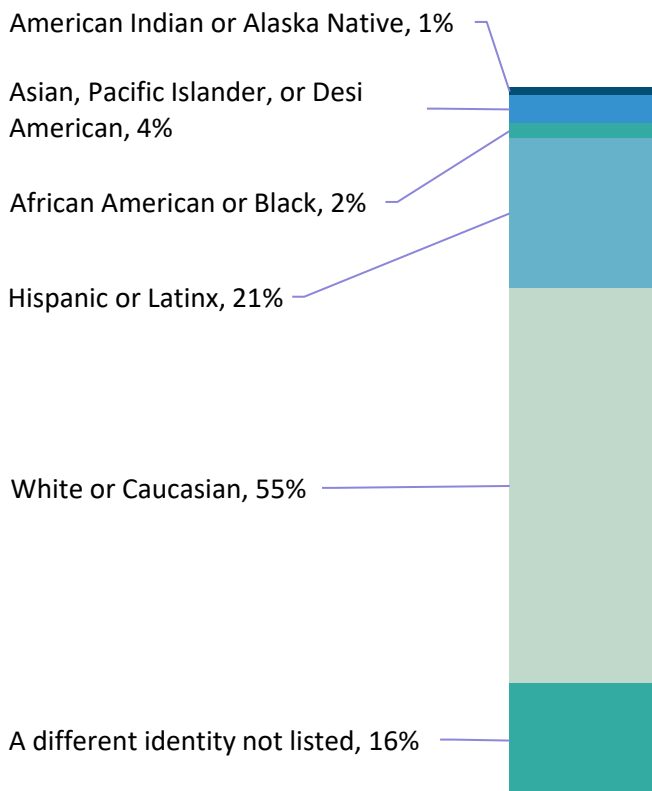 American Indian or Alaska Native, 1%
Asian, Pacific Islander, or Desi
American, 4%
African American or Black, 2%
Hispanic or Latinx, 21%
White or Caucasian, 55%
A different identity not listed, 16%